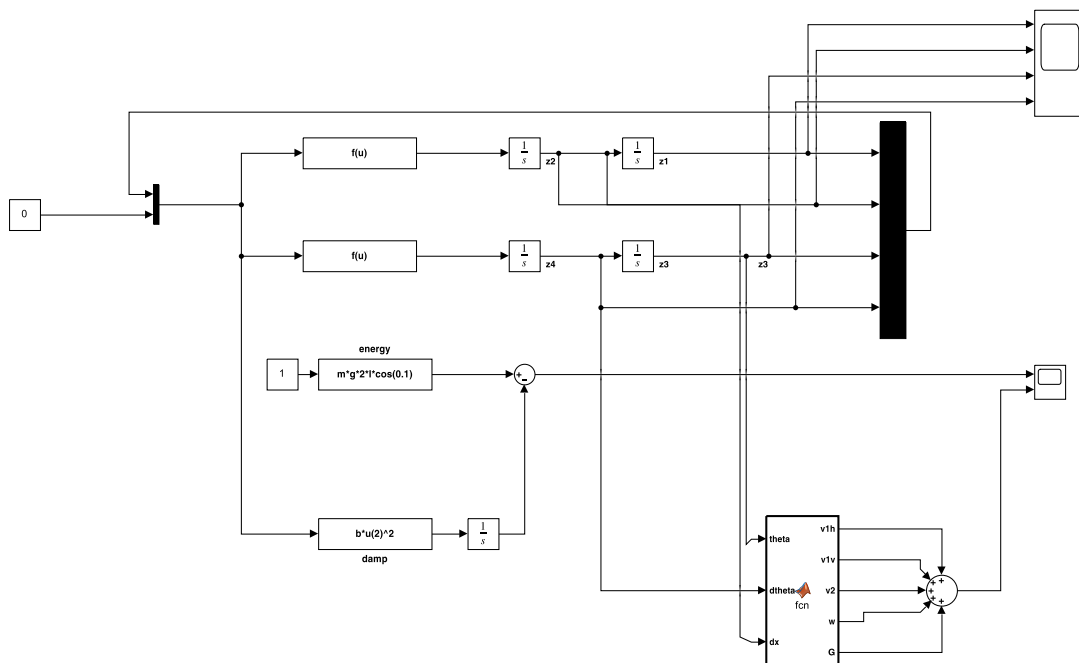 f(u)
1
s
z2
1
s
z1
0
f(u)
1
s
z4
1
s
z3
z3
energy
1
m*g*2*l*cos(0.1)
+
-
b*u(2)^2
1
s
damp
theta
v1h
v1v
dtheta
fcn
v2
w
dx
G
+
+
+
+
+